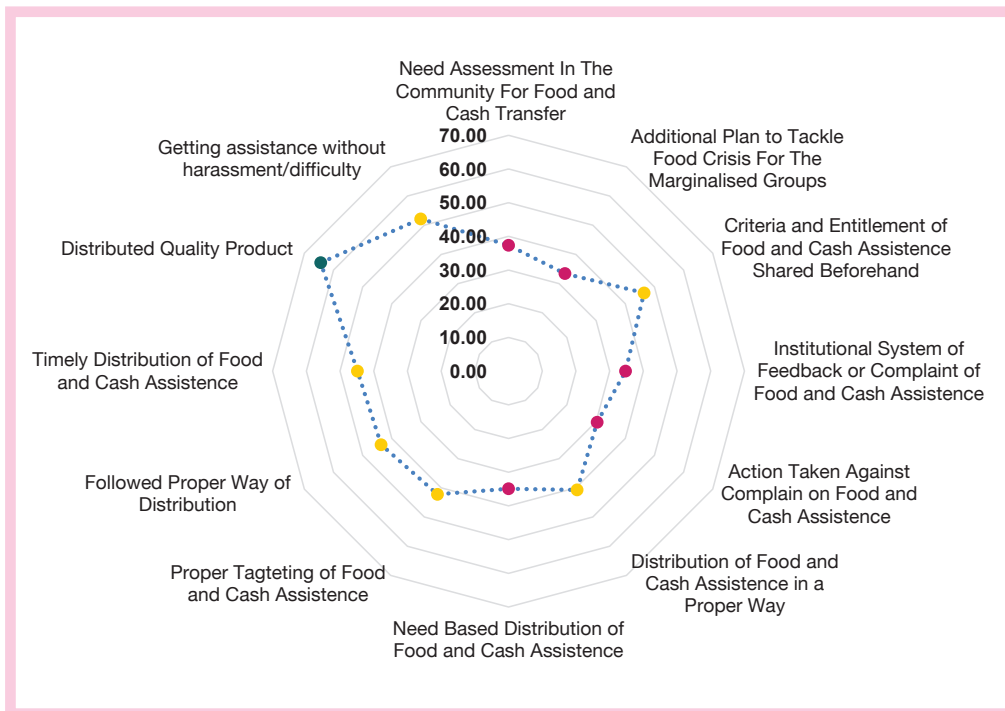 Need Assessment In The
Community For Food and
Cash Transfer
Additional Plan to Tackle
Food Crisis For The
Marginalised Groups
Criteria and Entitlement of
Food and Cash Assistence
Shared Beforehand
Institutional System of
Feedback or Complaint of
Food and Cash Assistence
Action Taken Against
Complain on Food and
Cash Assistence
Distribution of Food and
Cash Assistence in a
Proper Way
Need Based Distribution of
Food and Cash Assistence
Proper Tagteting of Food
and Cash Assistence
Followed Proper Way of
Distribution
Timely Distribution of Food
and Cash Assistence
Distributed Quality Product
Getting assistance without
harassment/difficulty
70.00
60.00
50.00
40.00
30.00
20.00
10.00
0.00